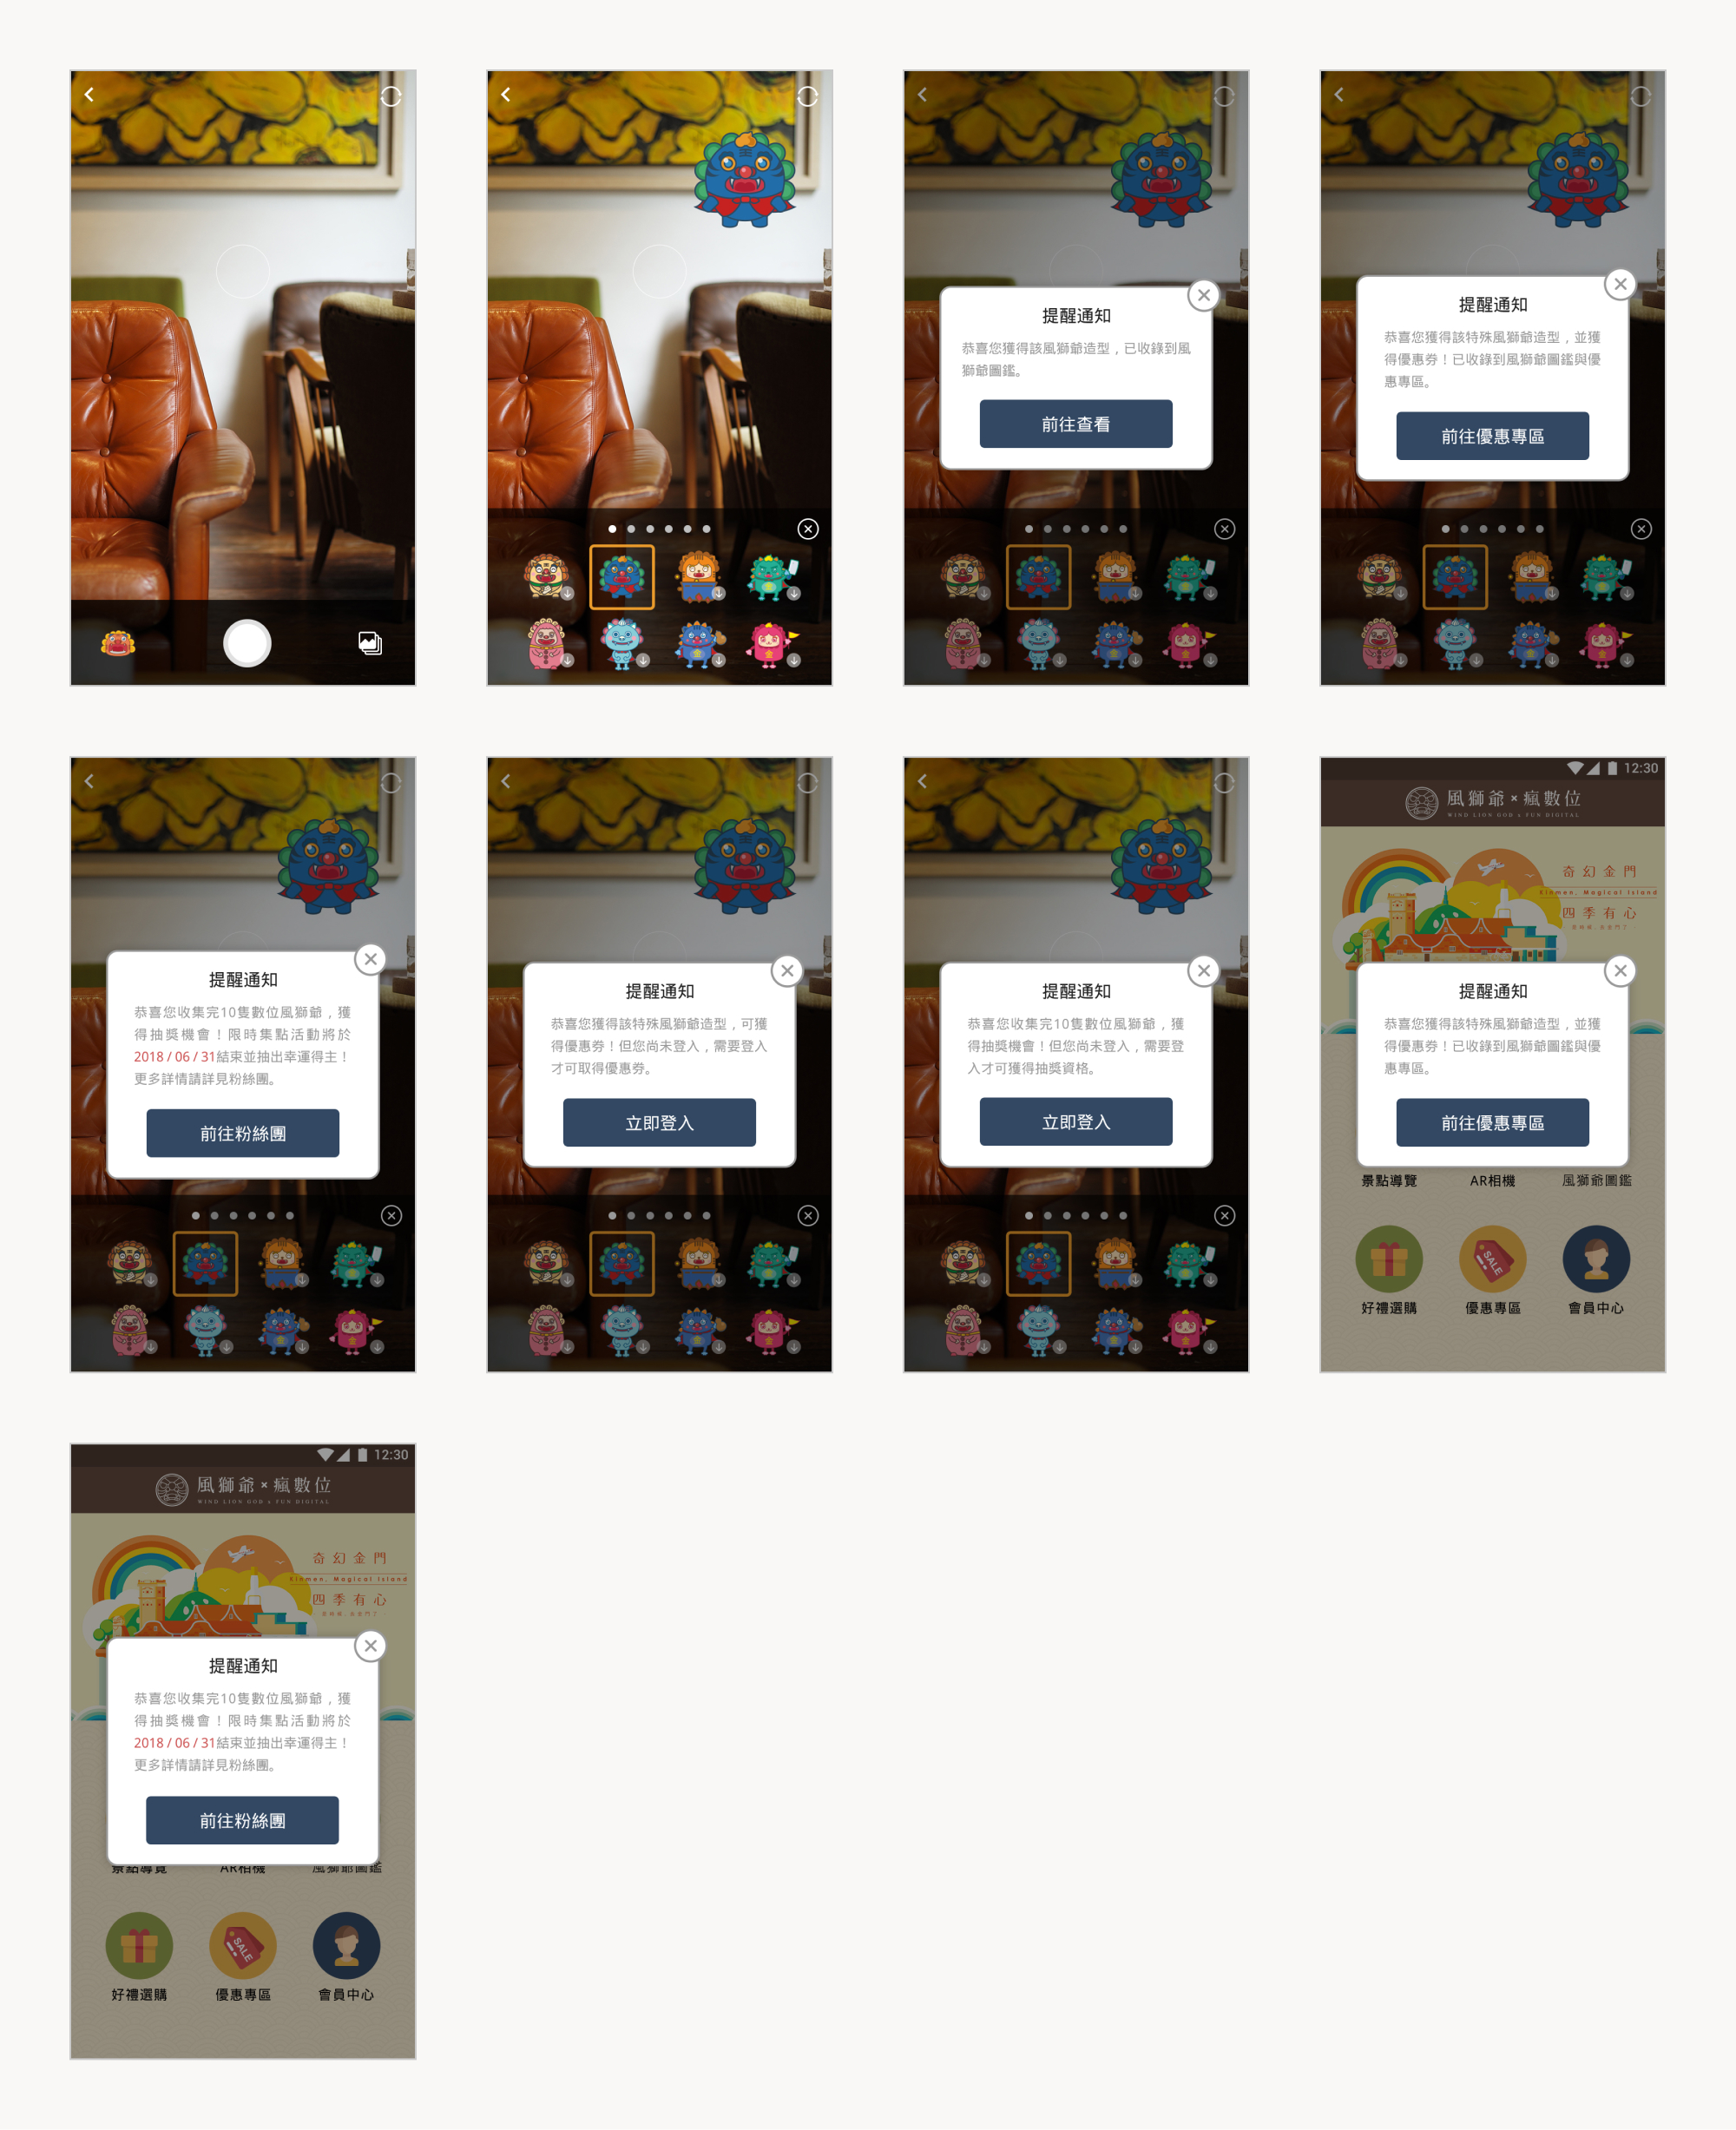 提醒通知
恭喜您獲得該風獅爺造型，已收錄到風
獅爺圖鑑。
前往查看
提醒通知
恭喜您獲得該特殊風獅爺造型，並獲
得優惠券！已收錄到風獅爺圖鑑與優
惠專區。
前往優惠專區
提醒通知
恭喜您收集完10隻數位風獅爺，獲
得抽獎機會！限時集點活動將於
2018 / 06 / 31結束並抽出幸運得主！
更多詳情請詳見粉絲團。
前往粉絲團
提醒通知
恭喜您獲得該特殊風獅爺造型，可獲
得優惠券！但您尚未登入，需要登入
才可取得優惠券。
立即登入
提醒通知
恭喜您收集完10隻數位風獅爺，獲
得抽獎機會！但您尚未登入，需要登
入才可獲得抽獎資格。
立即登入
12:30
風獅爺×瘋數位
WIND LION GOD x FUN DIGITAL
奇幻金門
Kinmen, Magical Island
四季有心
提醒通知
恭喜您獲得該特殊風獅爺造型，並獲
得優惠券！已收錄到風獅爺圖鑑與優
惠專區。
前往優惠專區
景點導覽 AR相機 風獅爺圖鑑
SALE
好禮選購 優惠專區 會員中心
12:30
風獅爺×瘋數位
WIND LION GOD x FUN DIGITAL
奇幻金門
Kinmen, Magical Island
四季有心
提醒通知
恭喜您收集完10隻數位風獅爺，獲
得抽獎機會！限時集點活動將於
2018 / 06 / 31結束並抽出幸運得主！
更多詳情請詳見粉絲團。
前往粉絲團
景點導覽 AR相機 風獅爺圖鑑
SALE
好禮選購 優惠專區 會員中心